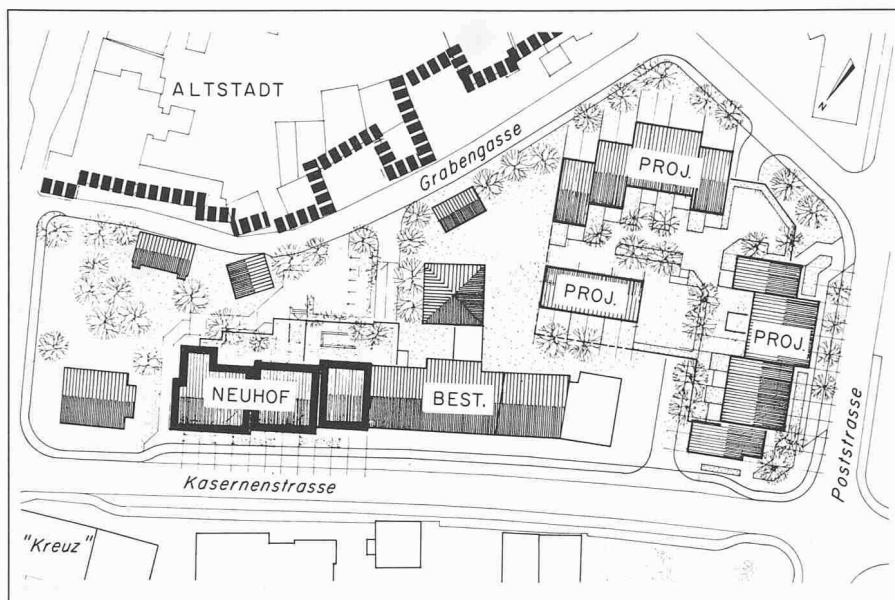 ALTSTADT
Grabengasse
N
PROJ.
PROJ.
PROJ.
NEUHOF
BEST.
Kasernenstrasse
Poststrasse
"Kreuz"